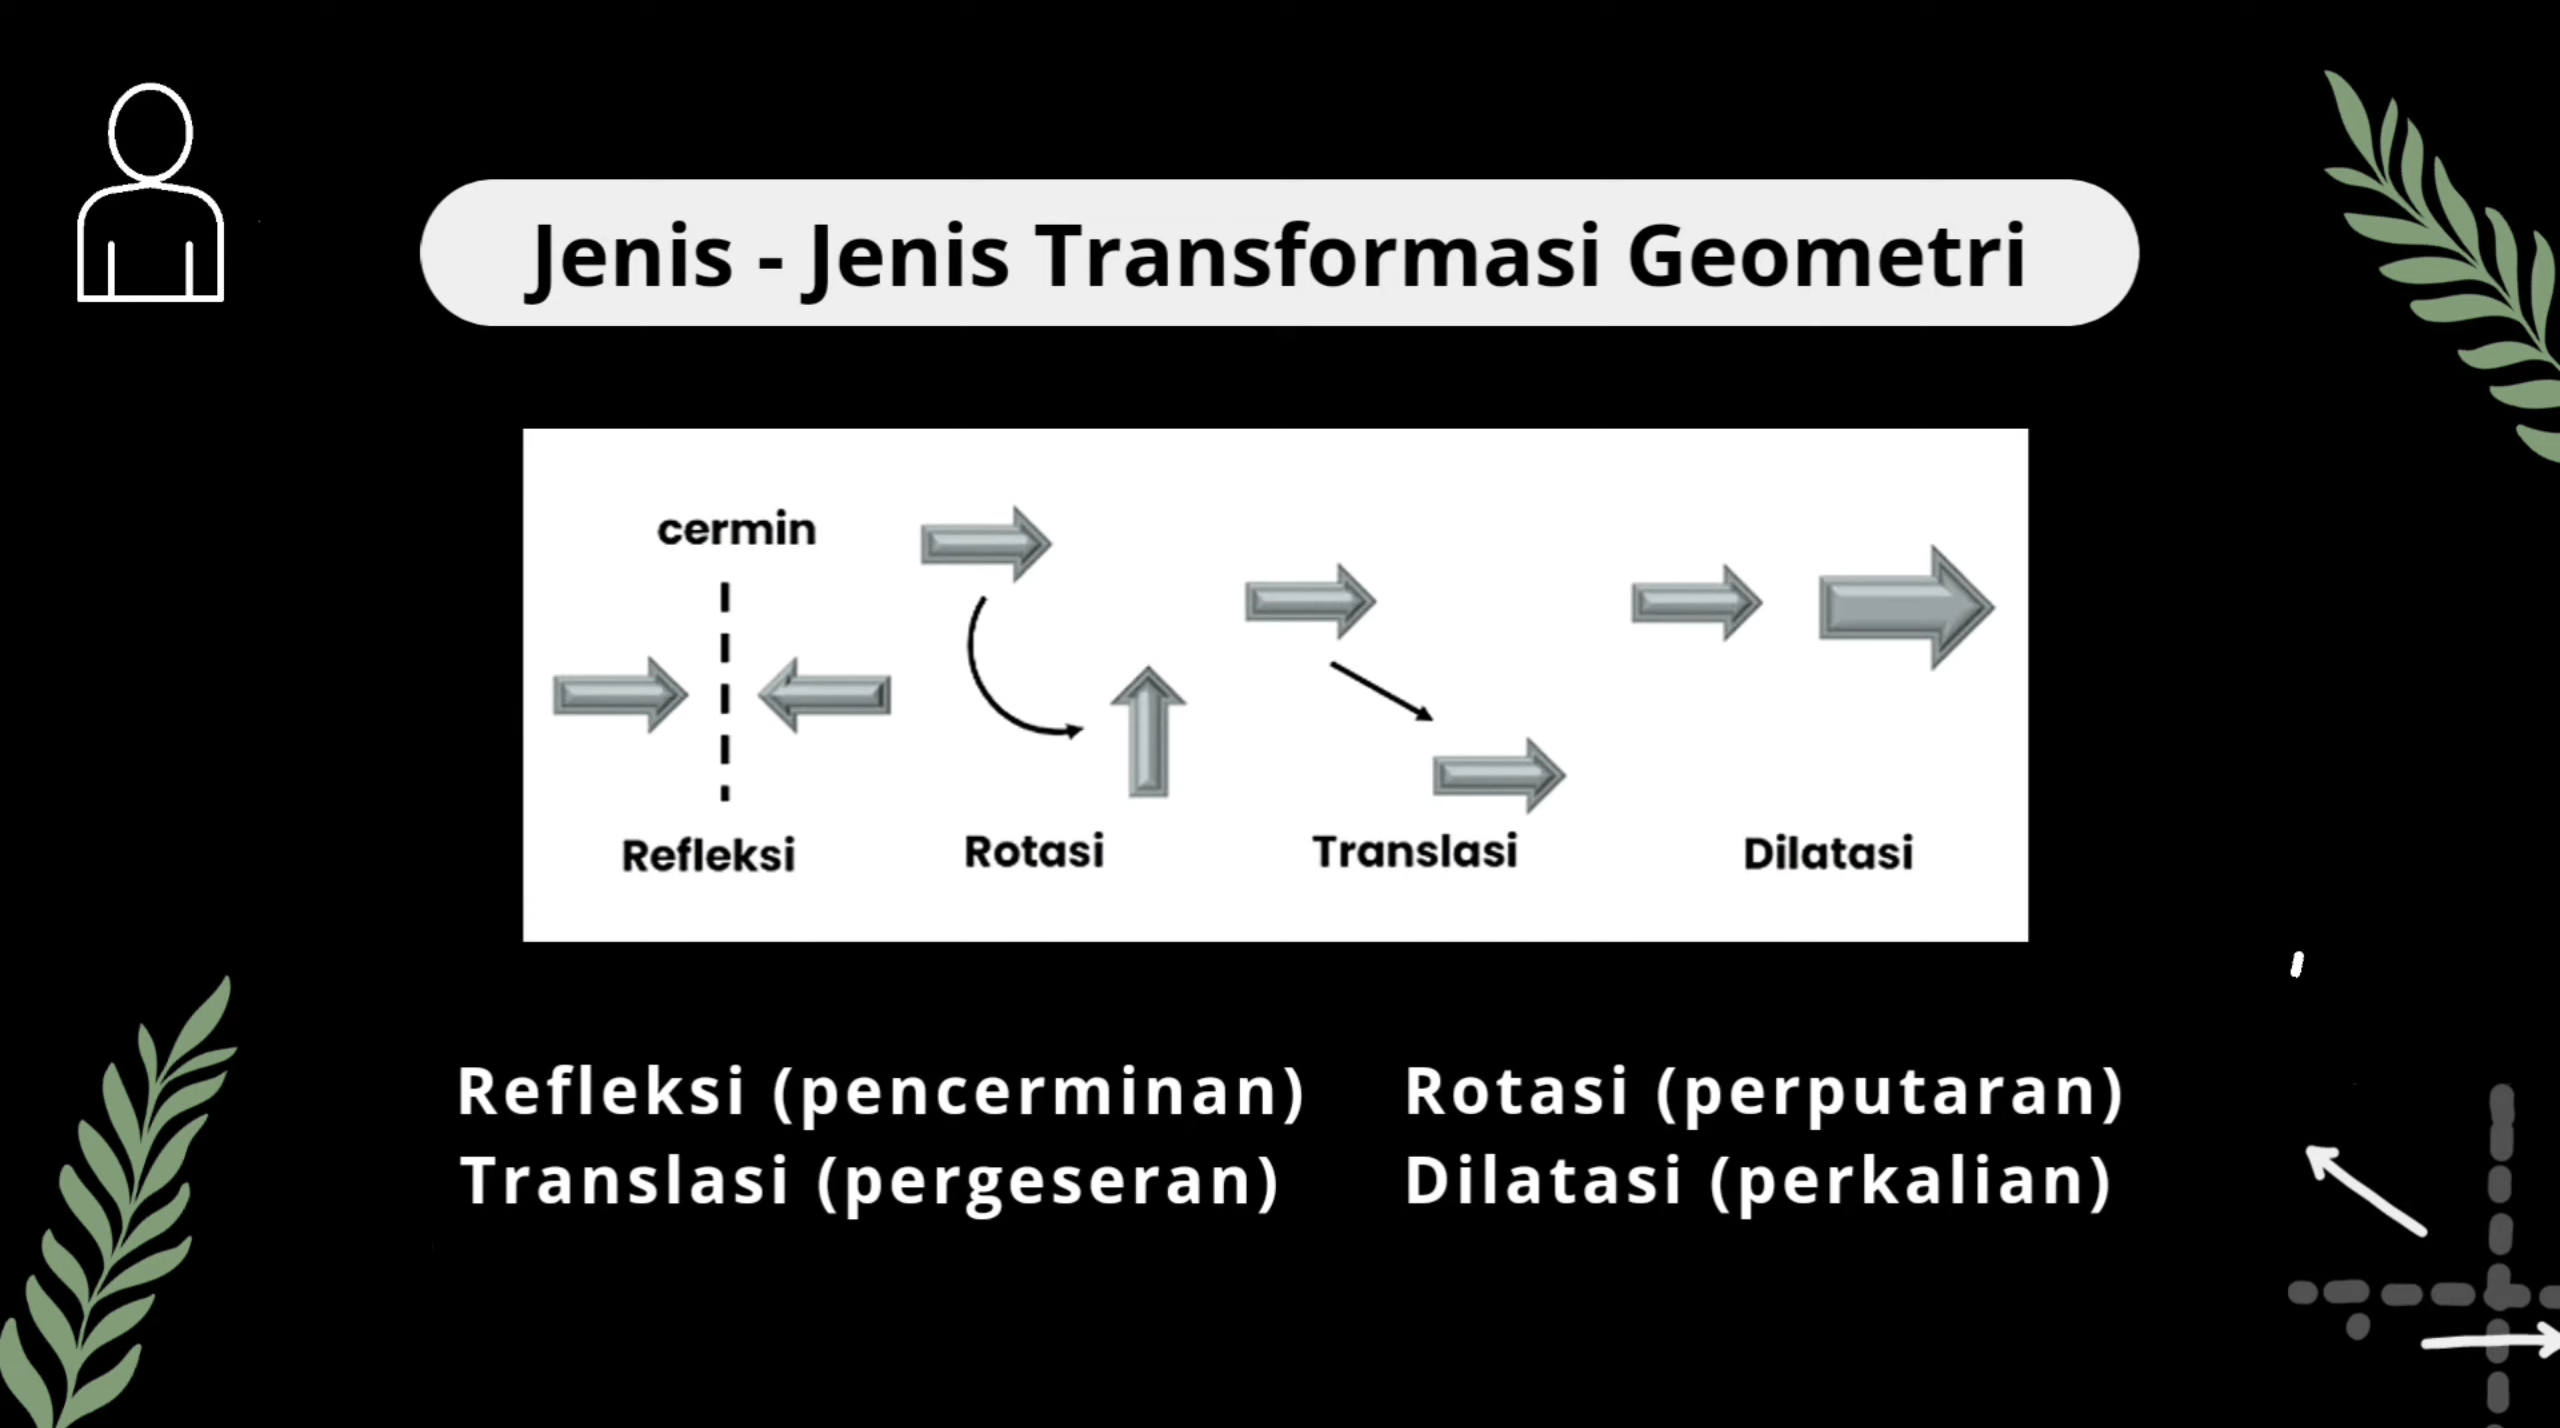 Jenis - Jenis Transformasi Geometri
cermin
Refleksi
Rotasi
Translasi
Dilatasi
Refleksi (pencerminan)
Rotasi (perputaran)
Translasi (pergeseran)
Dilatasi (perkalian)